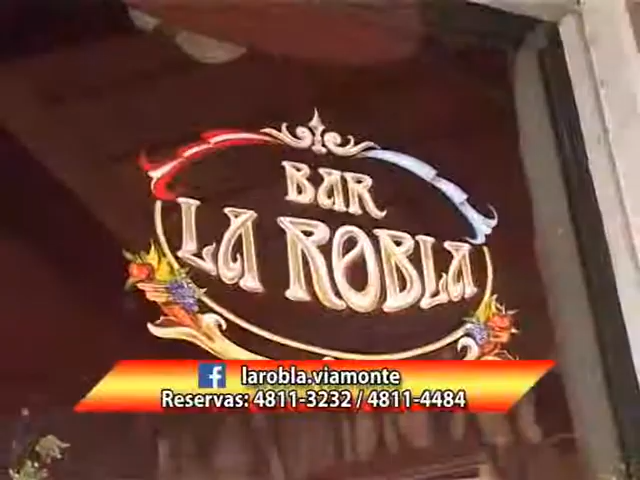 BAR
LA ROBLA
f larobla.viamonte
Reservas: 4811-3232 / 4811-4484